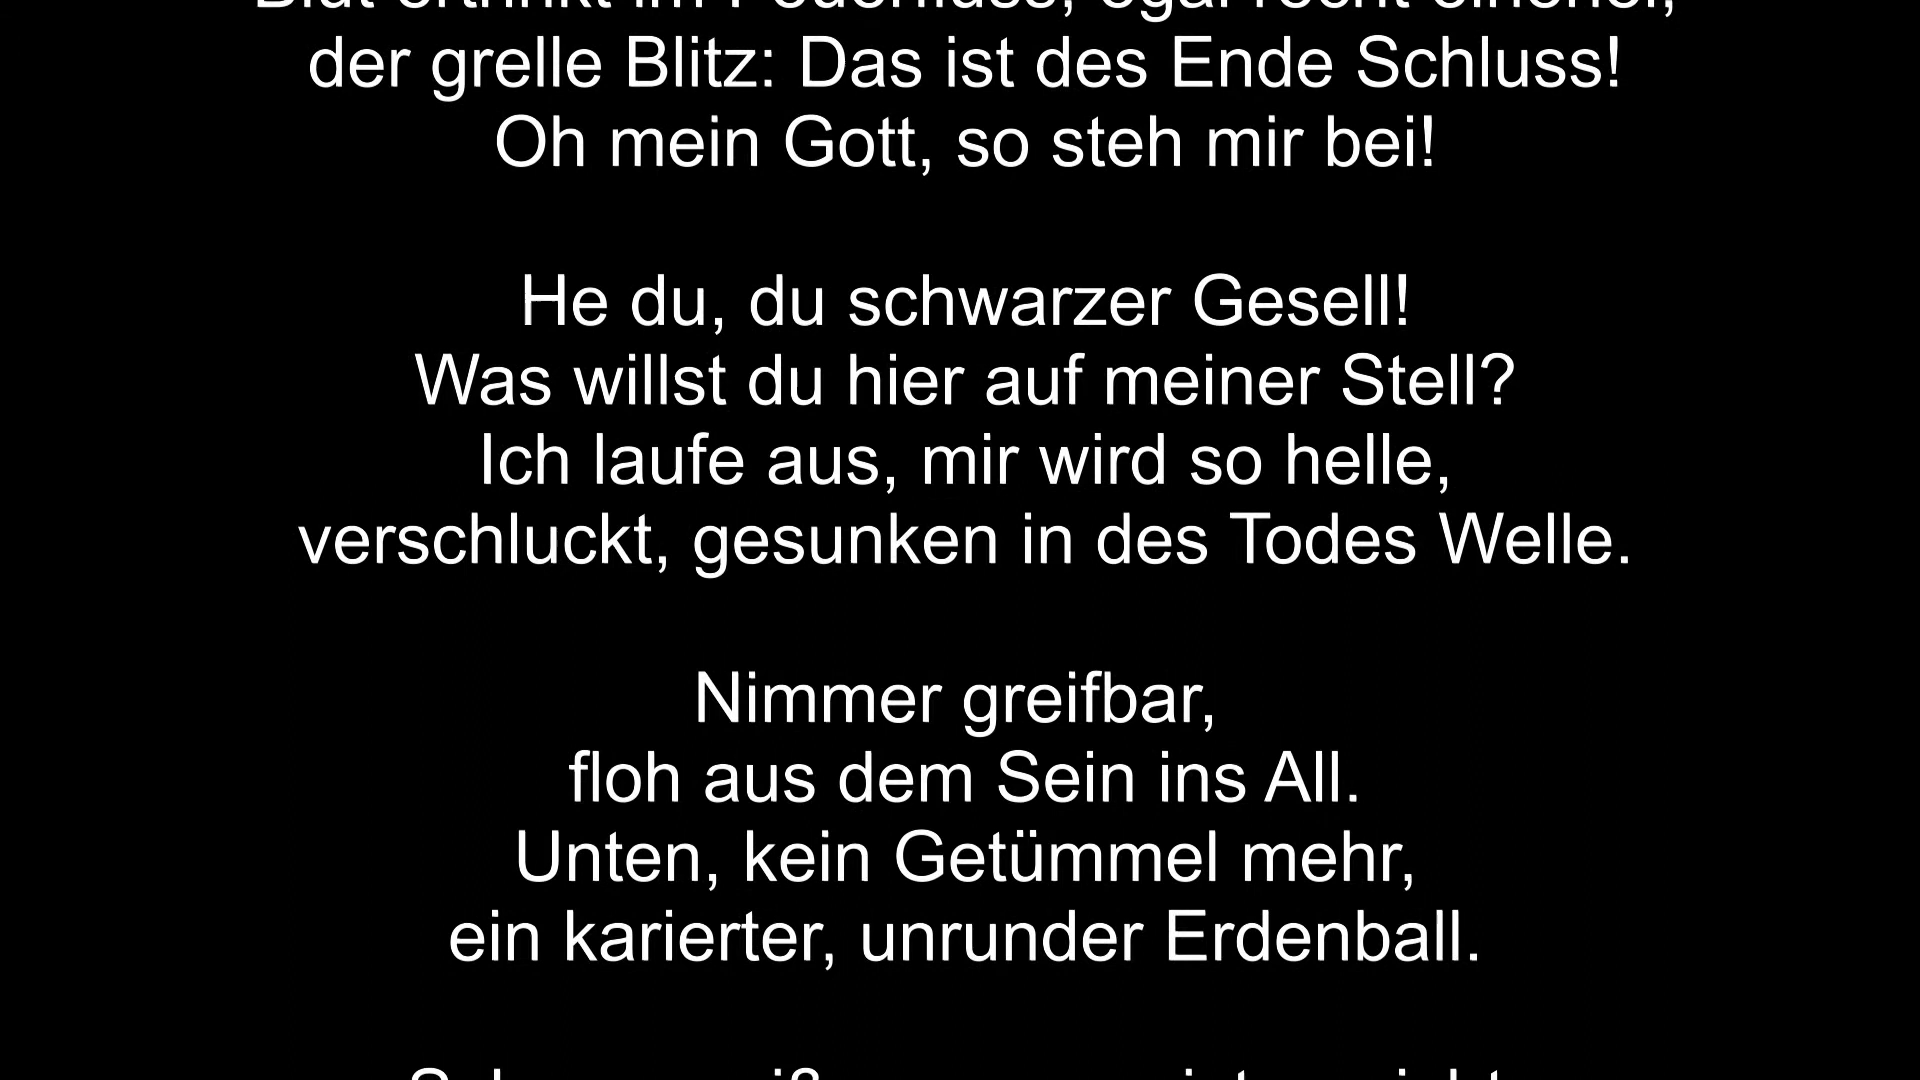 der grelle Blitz: Das ist des Ende Schluss!
Oh mein Gott, so steh mir bei!
He du, du schwarzer Gesell!
Was willst du hier auf meiner Stell?
Ich laufe aus, mir wird so helle,
verschluckt, gesunken in des Todes Welle.
Nimmer greifbar,
floh aus dem Sein ins All.
Unten, kein Getümmel mehr,
ein karierter, unrunder Erdenball.